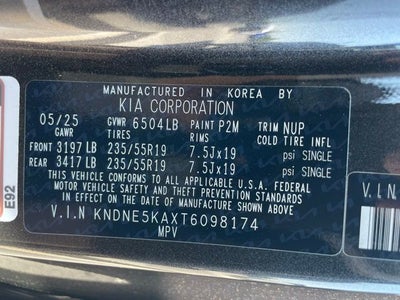 MANUFACTURED IN KOREA BY
KIA CORPORATION
05/25 GVWR 6504LB PAINT P2M TRIM NUP
GAWR TIRES RIMS COLD TIRE INFL
FRONT 3197 LB 235/55R19 7.5Jx19 psi SINGLE
REAR 3417 LB 235/55R19 7.5Jx19 psi SINGLE
THIS VEHICLE CONFORMS TO ALL APPLICABLE U.S.A. FEDERAL
MOTOR VEHICLE SAFETY AND THEFT PREVENTION STANDARDS
IN EFFECT ON THE DATE OF MANUFACTURE SHOWN ABOVE.
V.I.N KNDNE5KAXT6098174
MPV
E92
V.I.N